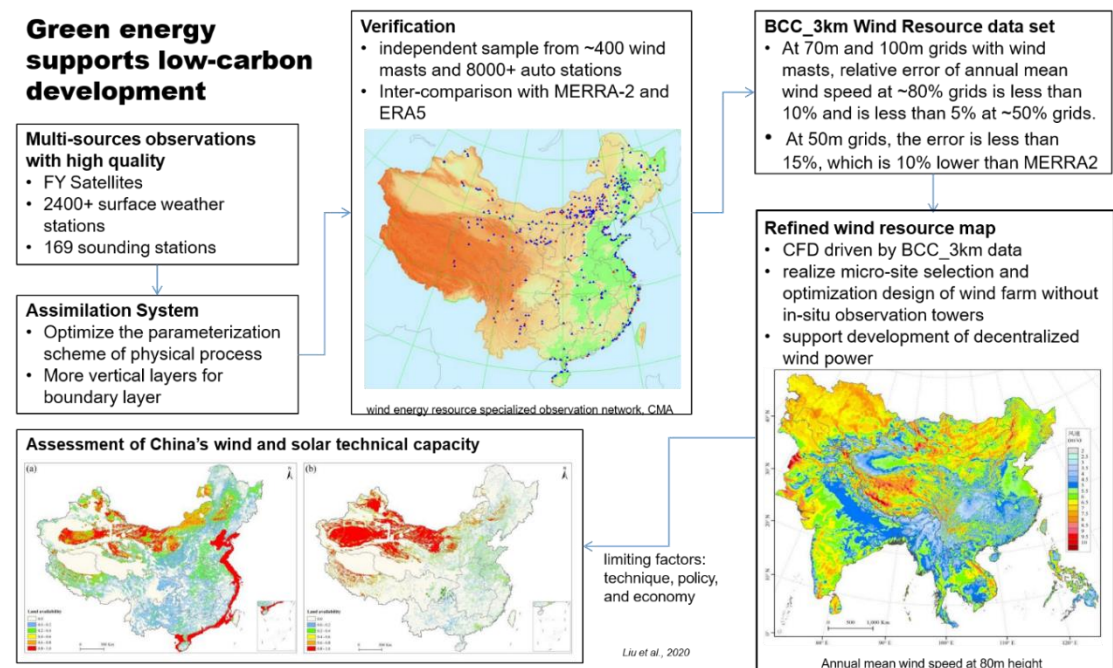 Green energy
supports low-carbon
development
Multi-sources observations
with high quality
• FY Satellites
• 2400+ surface weather
stations
• 169 sounding stations
Assimilation System
• Optimize the parameterization
scheme of physical process
• More vertical layers for
boundary layer
Verification
• independent sample from ~400 wind
masts and 8000+ auto stations
• Inter-comparison with MERRA-2 and
ERA5
wind energy resource specialized observation network, CMA
BCC_3km Wind Resource data set
• At 70m and 100m grids with wind
masts, relative error of annual mean
wind speed at ~80% grids is less than
10% and is less than 5% at ~50% grids.
• At 50m grids, the error is less than
15%, which is 10% lower than MERRA2
Refined wind resource map
• CFD driven by BCC_3km data
• realize micro-site selection and
optimization design of wind farm without
in-situ observation towers
• support development of decentralized
wind power
Annual mean wind speed at 80m height
limiting factors:
technique, policy,
and economy
Assessment of China's wind and solar technical capacity
(a)
(b)
Land availability
Land availability
Liu et al., 2020